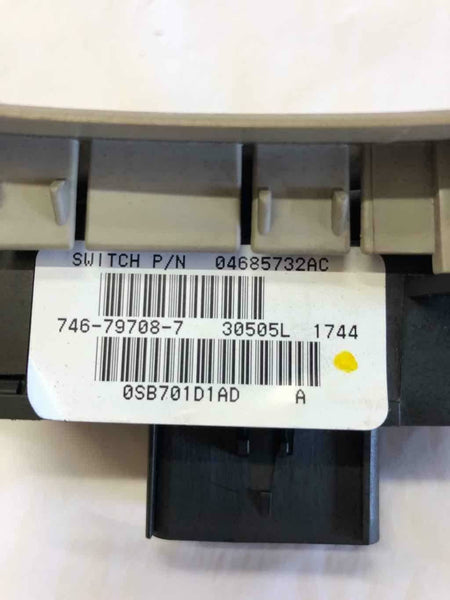 SWITCH P/N 04685732AC
746-79708-7 30505L 1744
0SB701D1AD A